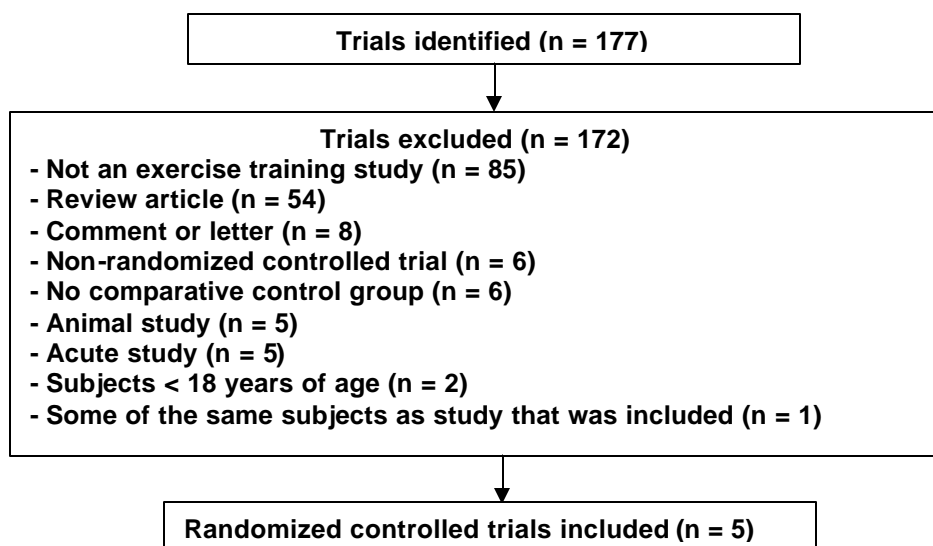 Trials identified (n = 177)
Trials excluded (n = 172)
- Not an exercise training study (n = 85)
- Review article (n = 54)
- Comment or letter (n = 8)
- Non-randomized controlled trial (n = 6)
- No comparative control group (n = 6)
- Animal study (n = 5)
- Acute study (n = 5)
- Subjects < 18 years of age (n = 2)
- Some of the same subjects as study that was included (n = 1)
Randomized controlled trials included (n = 5)